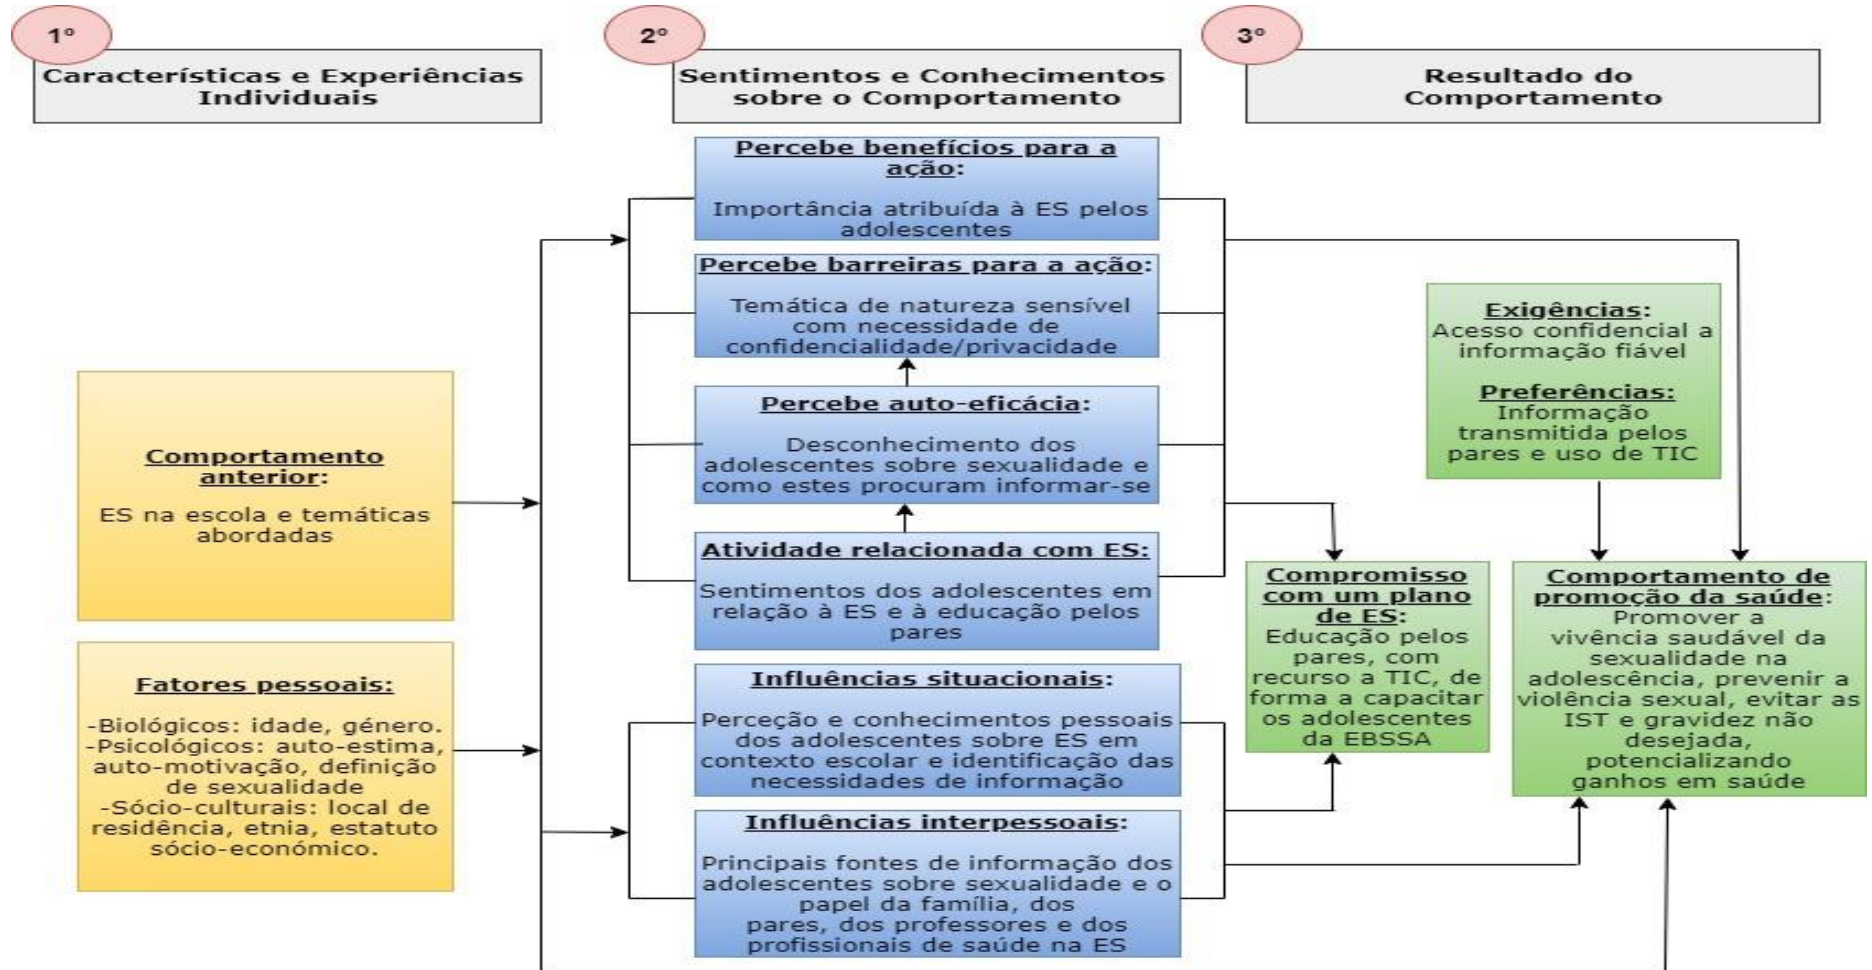 1º
Características e Experiências
Individuais
2º
Sentimentos e Conhecimentos
sobre o Comportamento
3º
Resultado do
Comportamento
Comportamento
anterior:
ES na escola e temáticas
abordadas
Fatores pessoais:
-Biológicos: idade, género.
-Psicológicos: auto-estima,
auto-motivação, definição
de sexualidade
-Sócio-culturais: local de
residência, etnia, estatuto
sócio-económico.
Percebe benefícios para a
ação:
Importância atribuída à ES pelos
adolescentes
Percebe barreiras para a ação:
Temática de natureza sensível
com necessidade de
confidencialidade/privacidade
Percebe auto-eficácia:
Desconhecimento dos
adolescentes sobre sexualidade e
como estes procuram informar-se
Atividade relacionada com ES:
Sentimentos dos adolescentes em
relação à ES e à educação pelos
pares
Influências situacionais:
Perceção e conhecimentos pessoais
dos adolescentes sobre ES em
contexto escolar e identificação das
necessidades de informação
Influências interpessoais:
Principais fontes de informação dos
adolescentes sobre sexualidade e o
papel da família, dos
pares, dos professores e dos
profissionais de saúde na ES
Exigências:
Acesso confidencial a
informação fiável
Preferências:
Informação
transmitida pelos
pares e uso de TIC
Compromisso
com um plano
de ES:
Educação pelos
pares, com
recurso a TIC, de
forma a capacitar
os adolescentes
da EBSSA
Comportamento de
promoção da saúde:
Promover a
vivência saudável da
sexualidade na
adolescência, prevenir a
violência sexual, evitar as
IST e gravidez não
desejada,
potencializando
ganhos em saúde